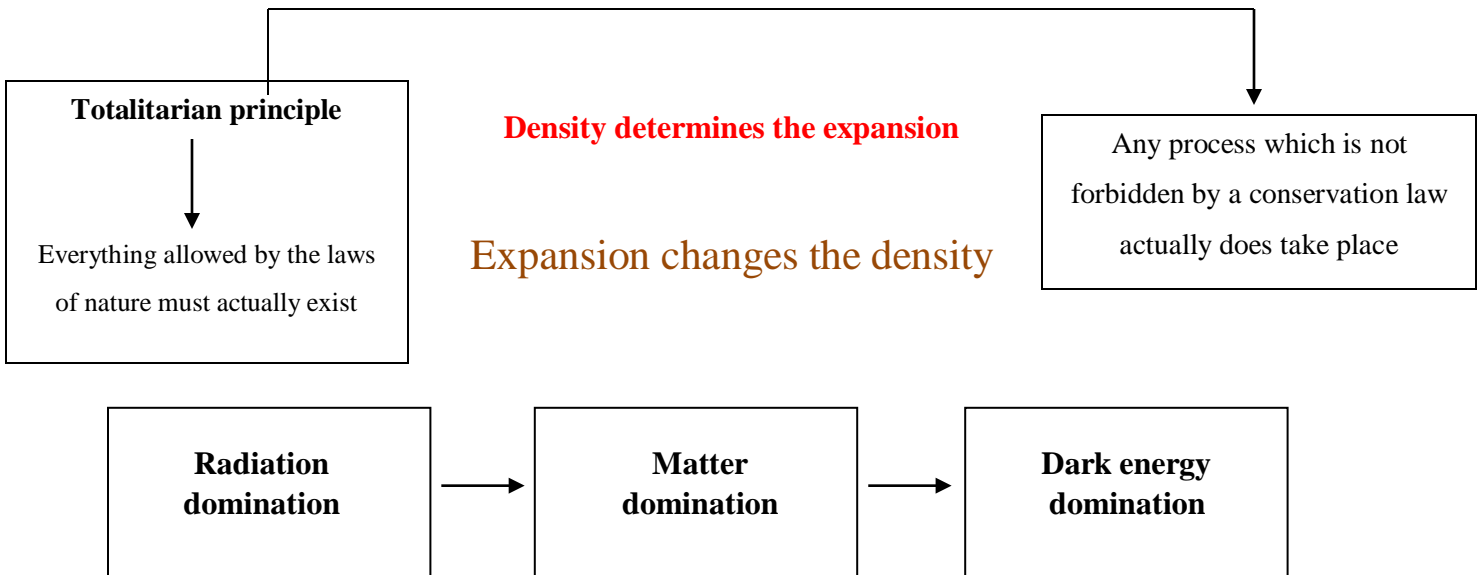 Totalitarian principle
Everything allowed by the laws
of nature must actually exist
Density determines the expansion
Expansion changes the density
Any process which is not
forbidden by a conservation law
actually does take place
Radiation
domination
Matter
domination
Dark energy
domination